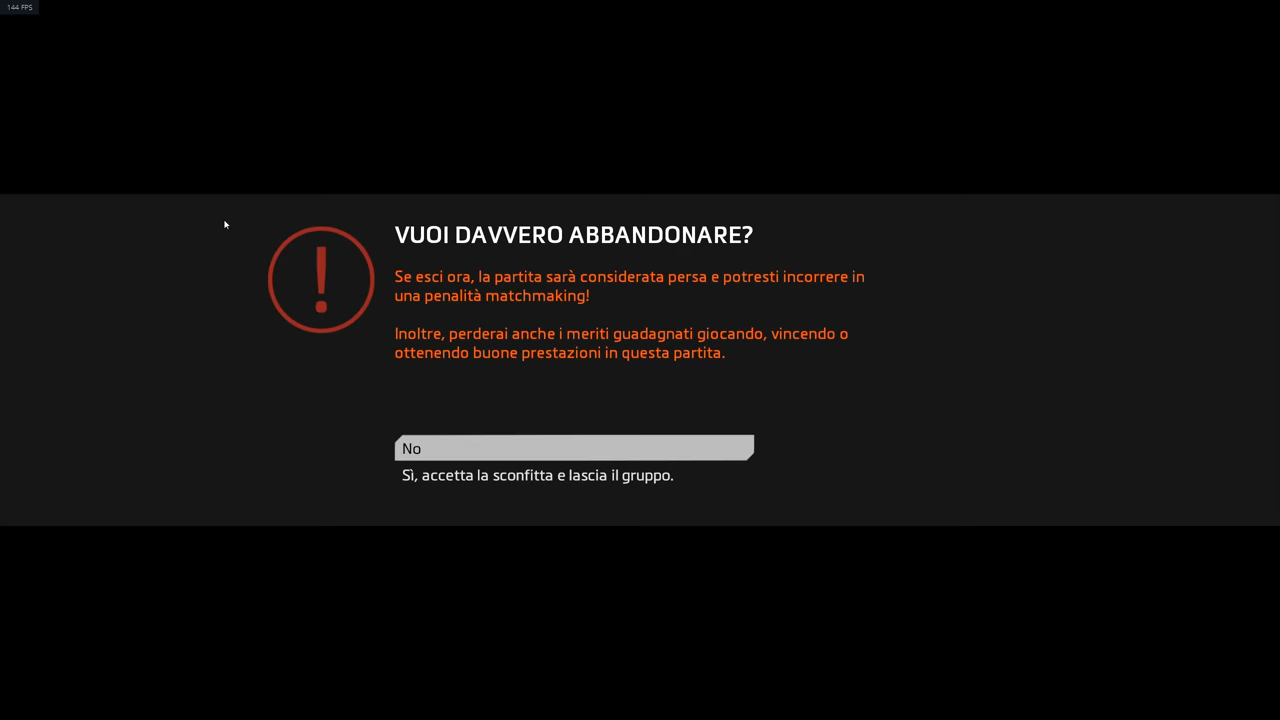 144 FPS
VUOI DAVVERO ABBANDONARE?
Se esci ora, la partita sarà considerata persa e potresti incorrere in
una penalità matchmaking!
Inoltre, perderai anche i meriti guadagnati giocando, vincendo o
ottenendo buone prestazioni in questa partita.
No
Sì, accetta la sconfitta e lascia il gruppo.